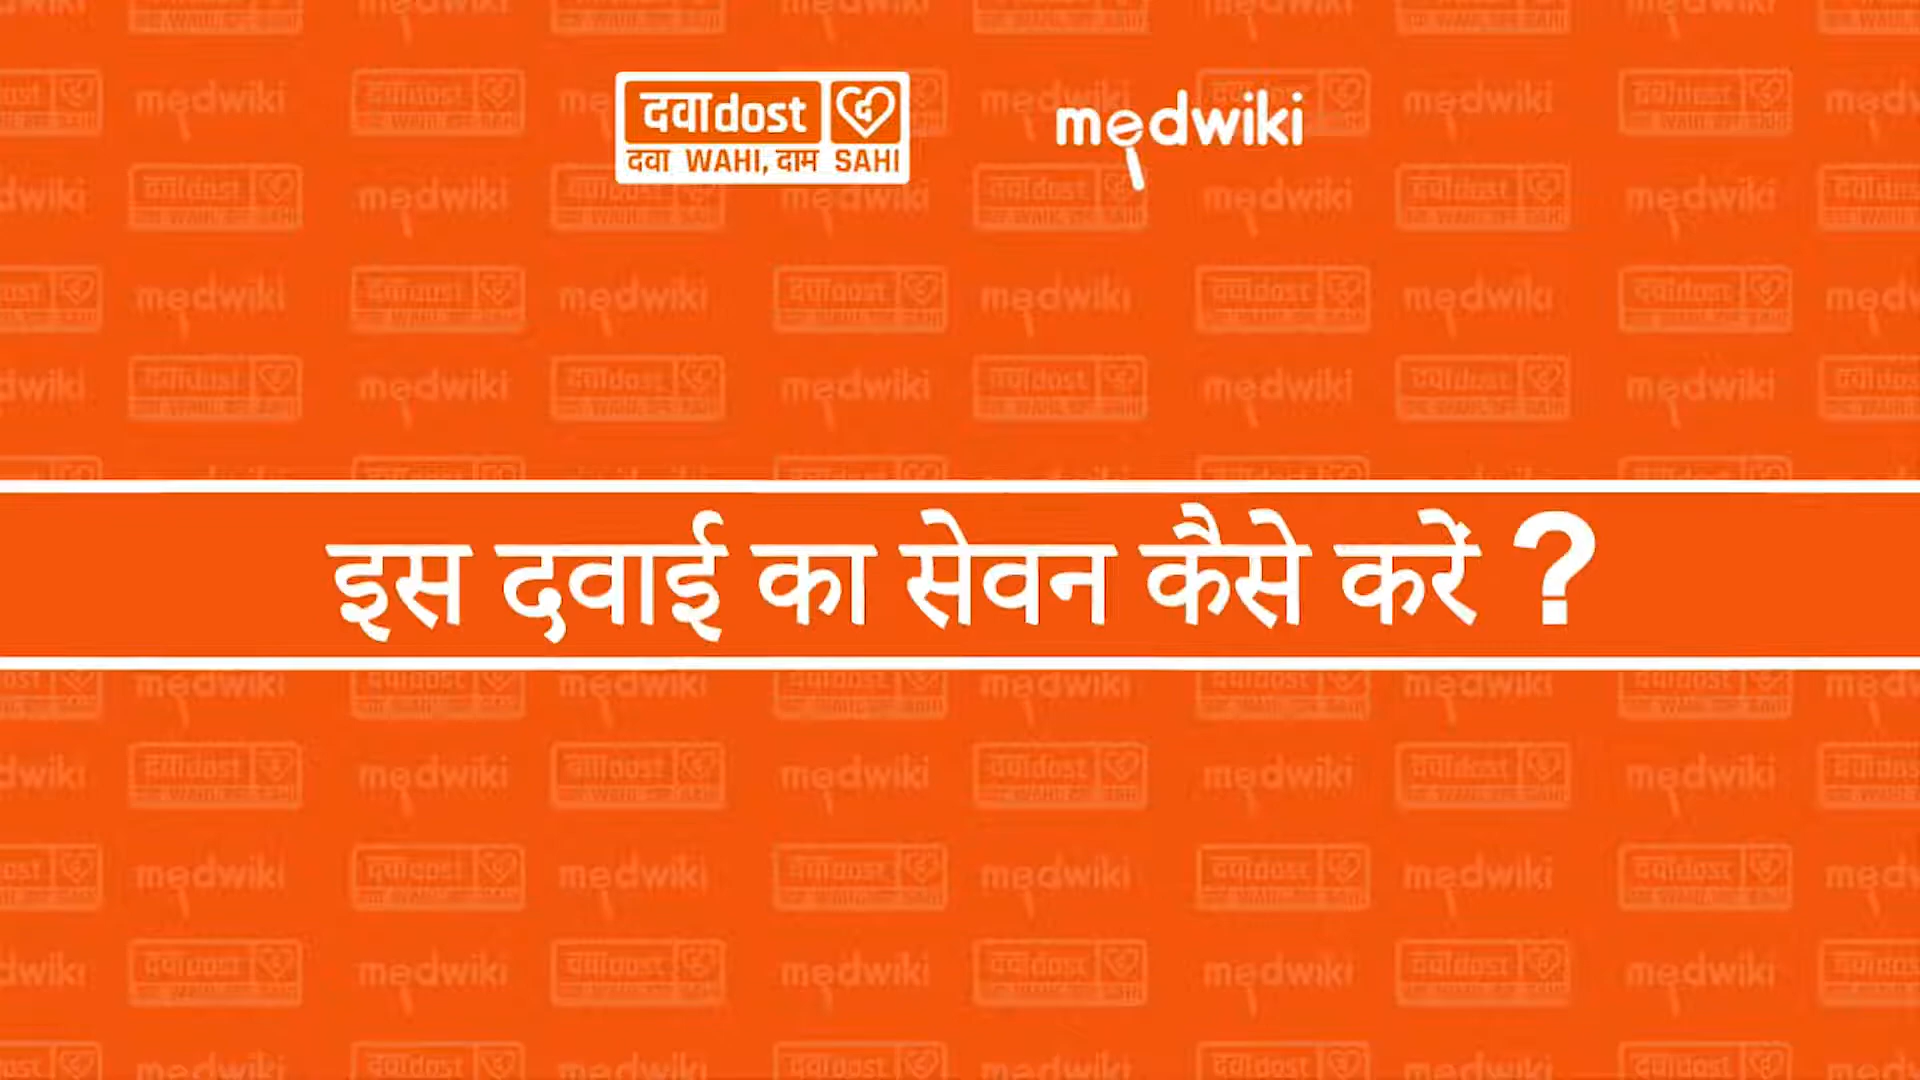 दवाdost
दवा WAHI, दाम SAHI
medwiki
इस दवाई का सेवन कैसे करें ?